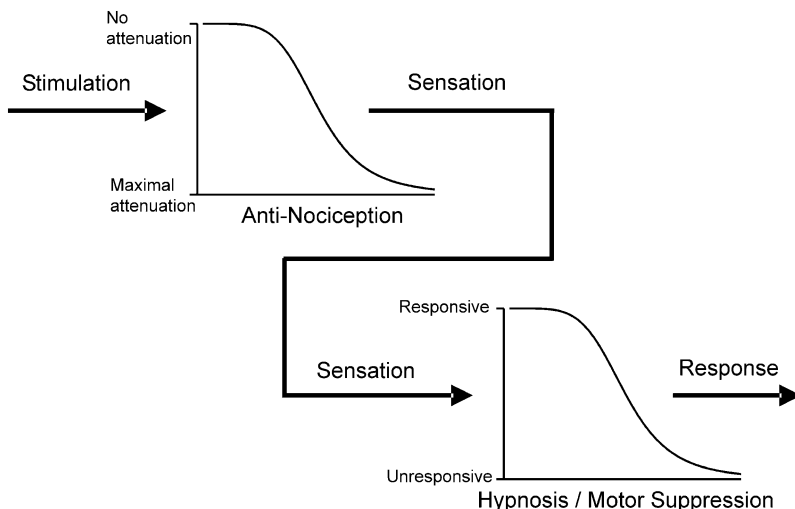 No
attenuation
Stimulation
Sensation
Maximal
attenuation
Anti-Nociception
Responsive
Sensation
Response
Unresponsive
Hypnosis / Motor Suppression